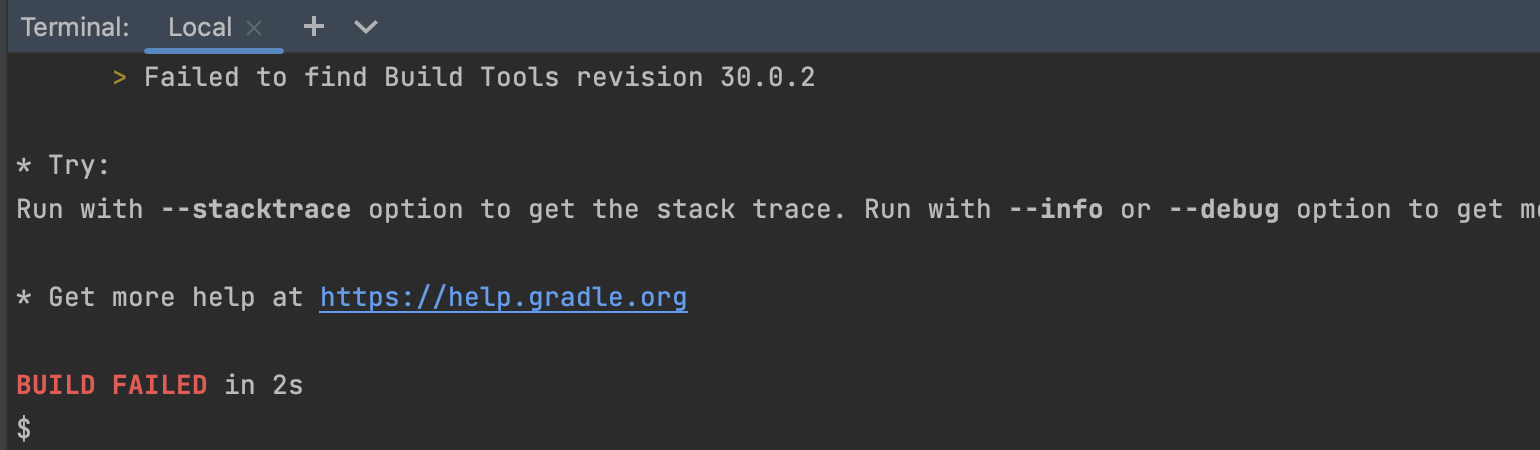 Terminal: Local × + 
> Failed to find Build Tools revision 30.0.2
* Try:
Run with --stacktrace option to get the stack trace. Run with --info or --debug option to get
* Get more help at https://help.gradle.org
BUILD FAILED in 2s
$